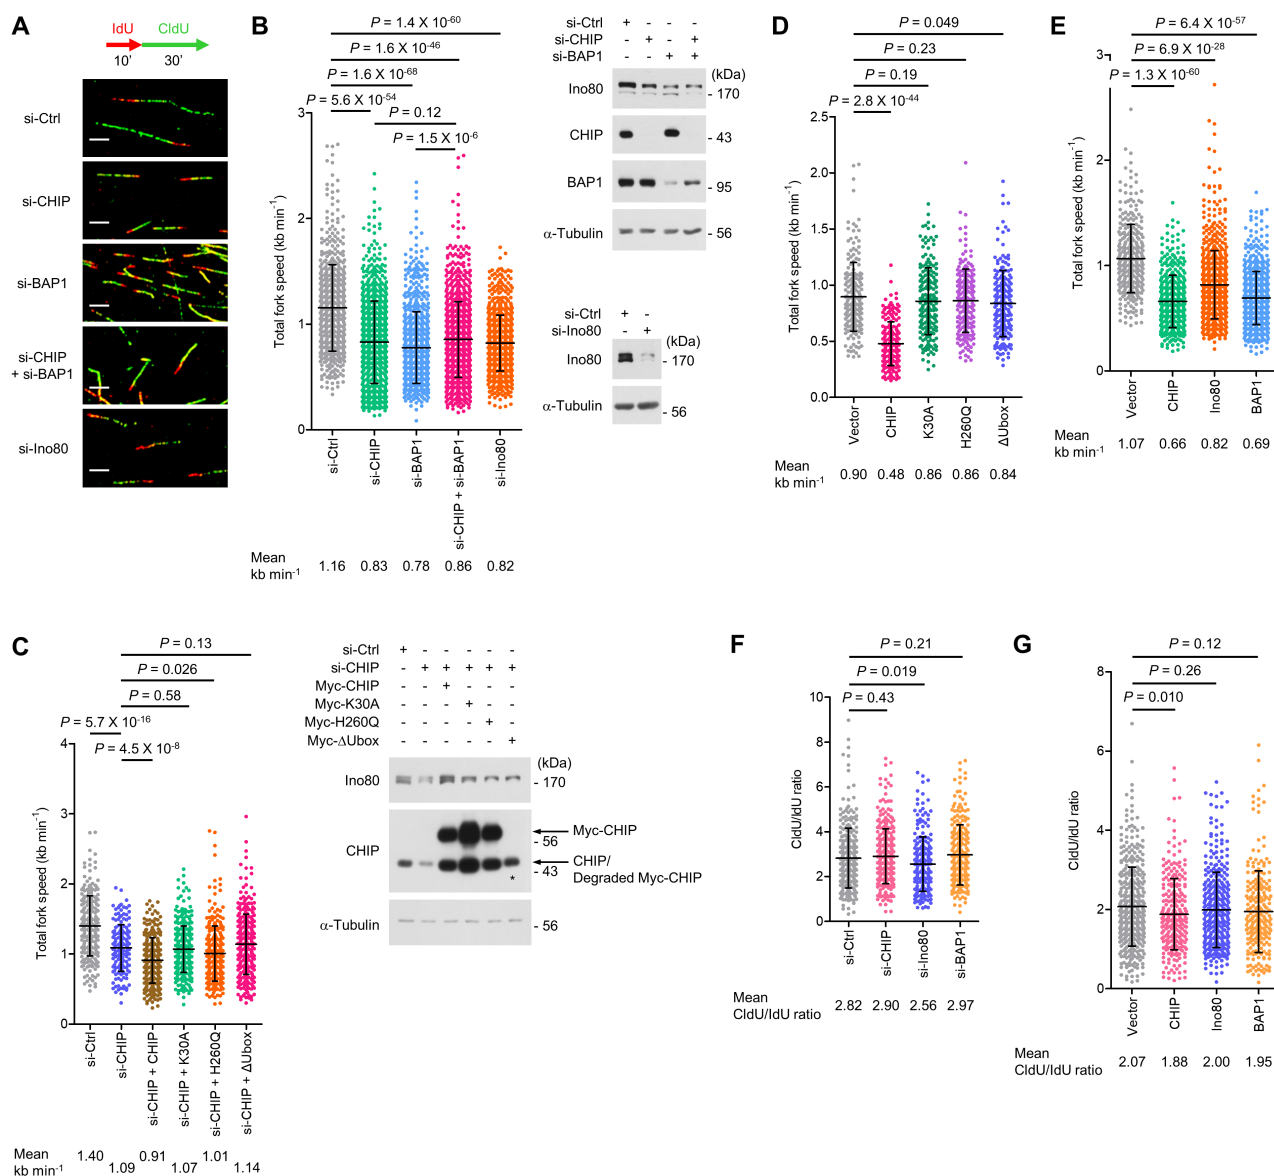 A
IdU CldU
10' 30'
si-Ctrl
si-CHIP
si-BAP1
si-CHIP
+ si-BAP1
si-Ino80
B
P = 1.4 X 10⁻⁶⁰
P = 1.6 X 10⁻⁴⁶
P = 1.6 X 10⁻⁶⁸
P = 5.6 X 10⁻⁵⁴
P = 0.12
P = 1.5 X 10⁻⁶
Total fork speed (kb min⁻¹)
3
2
1
0
si-Ctrl
si-CHIP
si-BAP1
si-CHIP + si-BAP1
si-Ino80
Mean
kb min⁻¹
1.16 0.83 0.78 0.86 0.82
si-Ctrl + - - -
si-CHIP - + - +
si-BAP1 - - + +
(kDa)
Ino80 - 170
CHIP - 43
BAP1 - 95
α-Tubulin - 56
si-Ctrl + -
si-Ino80 - +
(kDa)
Ino80 - 170
α-Tubulin - 56
D
P = 0.049
P = 0.23
P = 0.19
P = 2.8 X 10⁻⁴⁴
Total fork speed (kb min⁻¹)
2.5
2.0
1.5
1.0
0.5
0.0
Vector
CHIP
K30A
H260Q
ΔUbox
Mean
kb min⁻¹
0.90 0.48 0.86 0.86 0.84
E
P = 6.4 X 10⁻⁵⁷
P = 6.9 X 10⁻²⁸
P = 1.3 X 10⁻⁶⁰
Total fork speed (kb min⁻¹)
3
2
1
0
Vector
CHIP
Ino80
BAP1
Mean
kb min⁻¹
1.07 0.66 0.82 0.69
C
P = 0.13
P = 0.026
P = 0.58
P = 5.7 X 10⁻¹⁶
P = 4.5 X 10⁻⁸
Total fork speed (kb min⁻¹)
4
3
2
1
0
si-Ctrl
si-CHIP
si-CHIP + CHIP
si-CHIP + K30A
si-CHIP + H260Q
si-CHIP + ΔUbox
Mean
kb min⁻¹
1.40 1.09 0.91 1.07 1.01 1.14
si-Ctrl + - - - - -
si-CHIP - + + + + +
Myc-CHIP - - + - - -
Myc-K30A - - - + - -
Myc-H260Q - - - - + -
Myc-ΔUbox - - - - - +
(kDa)
Ino80 - 170
Myc-CHIP
- 56
CHIP
CHIP/
- 43
Degraded Myc-CHIP
*
α-Tubulin - 56
F
P = 0.21
P = 0.019
P = 0.43
CldU/IdU ratio
10
8
6
4
2
0
si-Ctrl
si-CHIP
si-Ino80
si-BAP1
Mean
CldU/IdU ratio
2.82 2.90 2.56 2.97
G
P = 0.12
P = 0.26
P = 0.010
CldU/IdU ratio
8
6
4
2
0
Vector
CHIP
Ino80
BAP1
Mean
CldU/IdU ratio
2.07 1.88 2.00 1.95